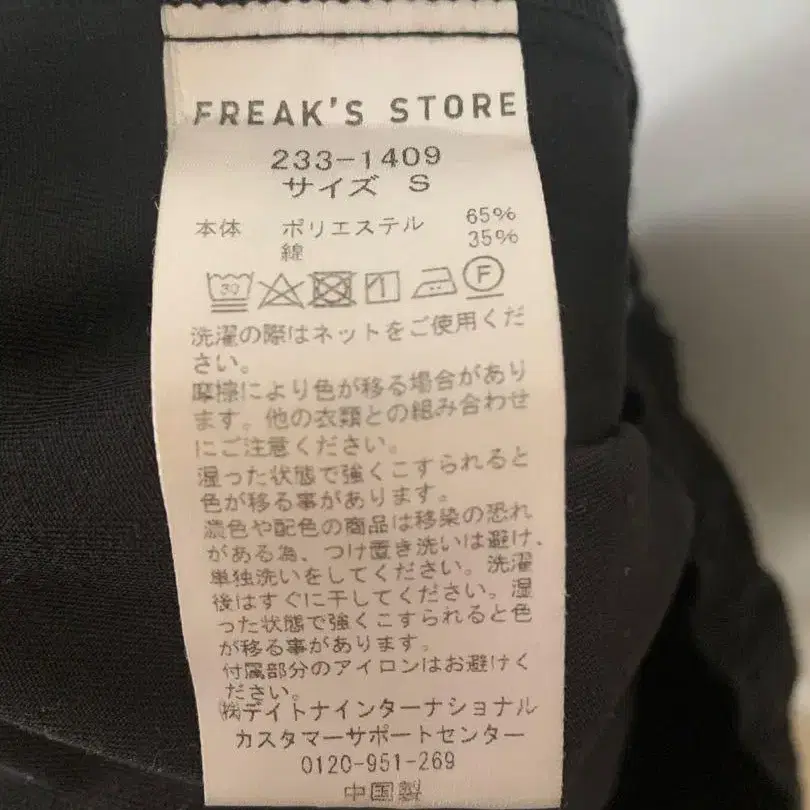 FREAK'S STORE
233-1409
サイズ S
本体 ポリエステル 65%
綿 35%
30 1 F
洗濯の際はネットをご使用くだ
さい。
摩擦により色が移る場合があり
ます。他の衣類との組み合わせ
にご注意ください。
湿った状態で強くこすられると
色が移る事があります。
濃色や配色の商品は移染の恐れ
がある為、つけ置き洗いは避け、
単独洗いをしてください。洗濯
後はすぐに干してください。湿
った状態で強くこすられると色
が移る事があります。
付属部分のアイロンはお避けく
ださい。
㈱デイトナインターナショナル
カスタマーサポートセンター
0120-951-269
中国製